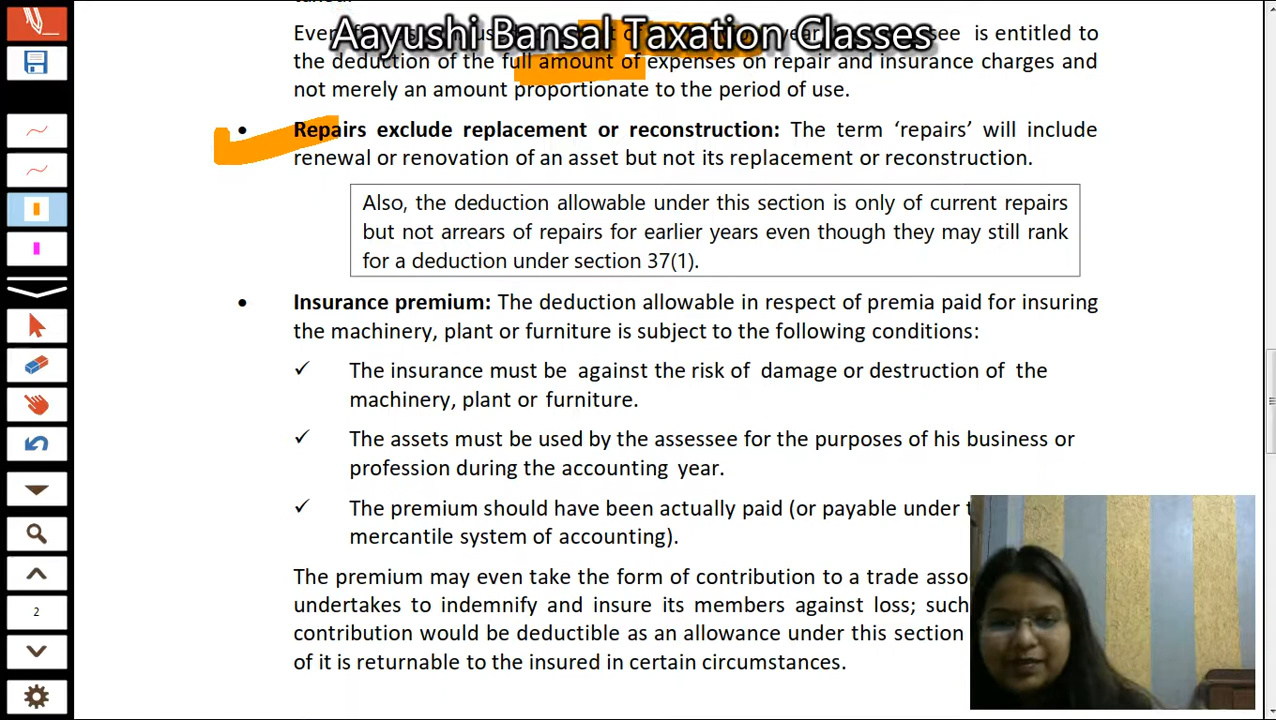 Aayushi Bansal Taxation Classes
is entitled to
the deduction of the full amount of expenses on repair and insurance charges and
not merely an amount proportionate to the period of use.
• Repairs exclude replacement or reconstruction: The term ‘repairs’ will include
renewal or renovation of an asset but not its replacement or reconstruction.
Also, the deduction allowable under this section is only of current repairs
but not arrears of repairs for earlier years even though they may still rank
for a deduction under section 37(1).
• Insurance premium: The deduction allowable in respect of premia paid for insuring
the machinery, plant or furniture is subject to the following conditions:
✓ The insurance must be against the risk of damage or destruction of the
machinery, plant or furniture.
✓ The assets must be used by the assessee for the purposes of his business or
profession during the accounting year.
✓ The premium should have been actually paid (or payable under
mercantile system of accounting).
The premium may even take the form of contribution to a trade
undertakes to indemnify and insure its members against loss; such
contribution would be deductible as an allowance under this section
of it is returnable to the insured in certain circumstances.
2